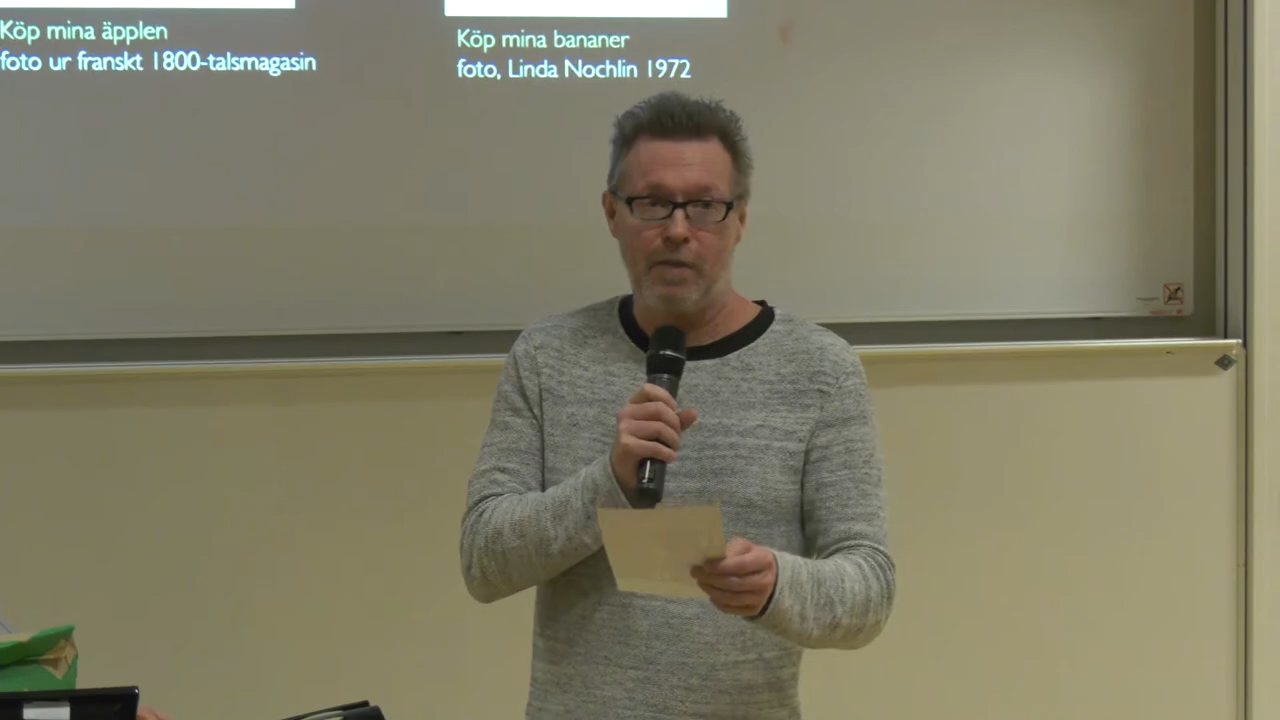 Köp mina äpplen
foto ur franskt 1800-talsmagasin
Köp mina bananer
foto, Linda Nochlin 1972